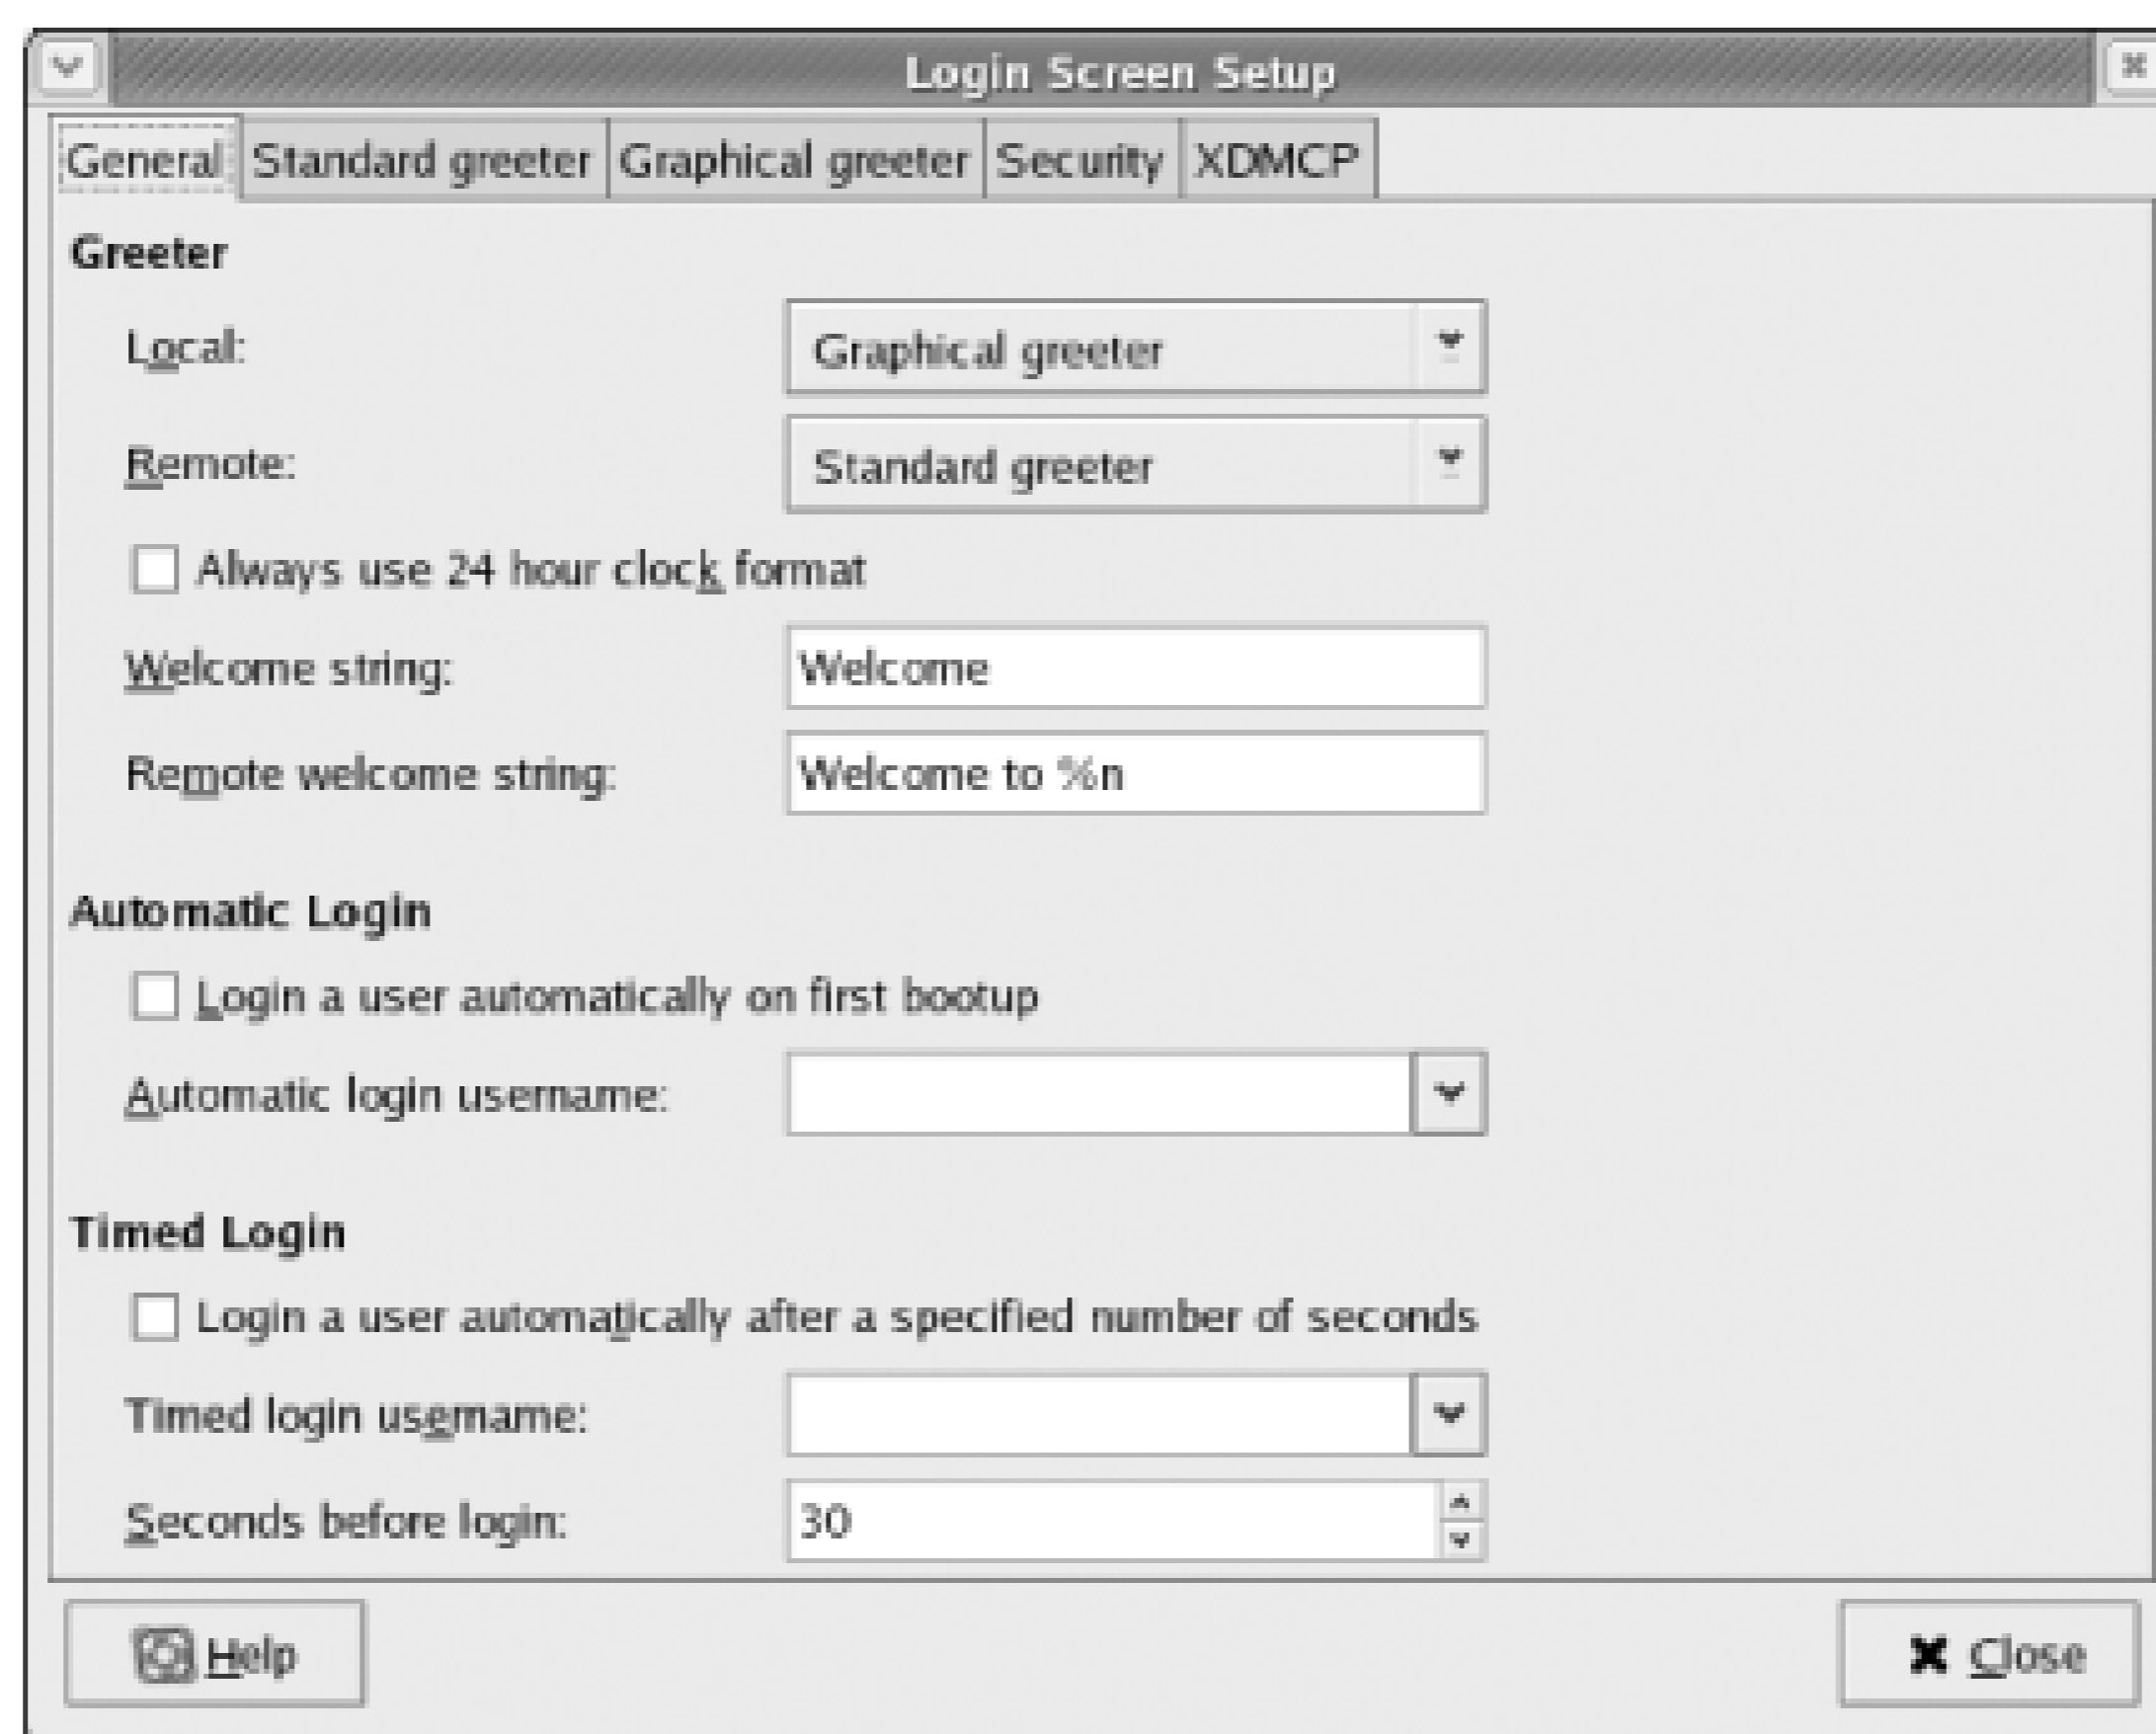 Login Screen Setup
General Standard greeter Graphical greeter Security XDMCP
Greeter
Local: Graphical greeter
Remote: Standard greeter
Always use 24 hour clock format
Welcome string: Welcome
Remote welcome string: Welcome to %n
Automatic Login
Login a user automatically on first bootup
Automatic login username:
Timed Login
Login a user automatically after a specified number of seconds
Timed login username:
Seconds before login: 30
Help Close